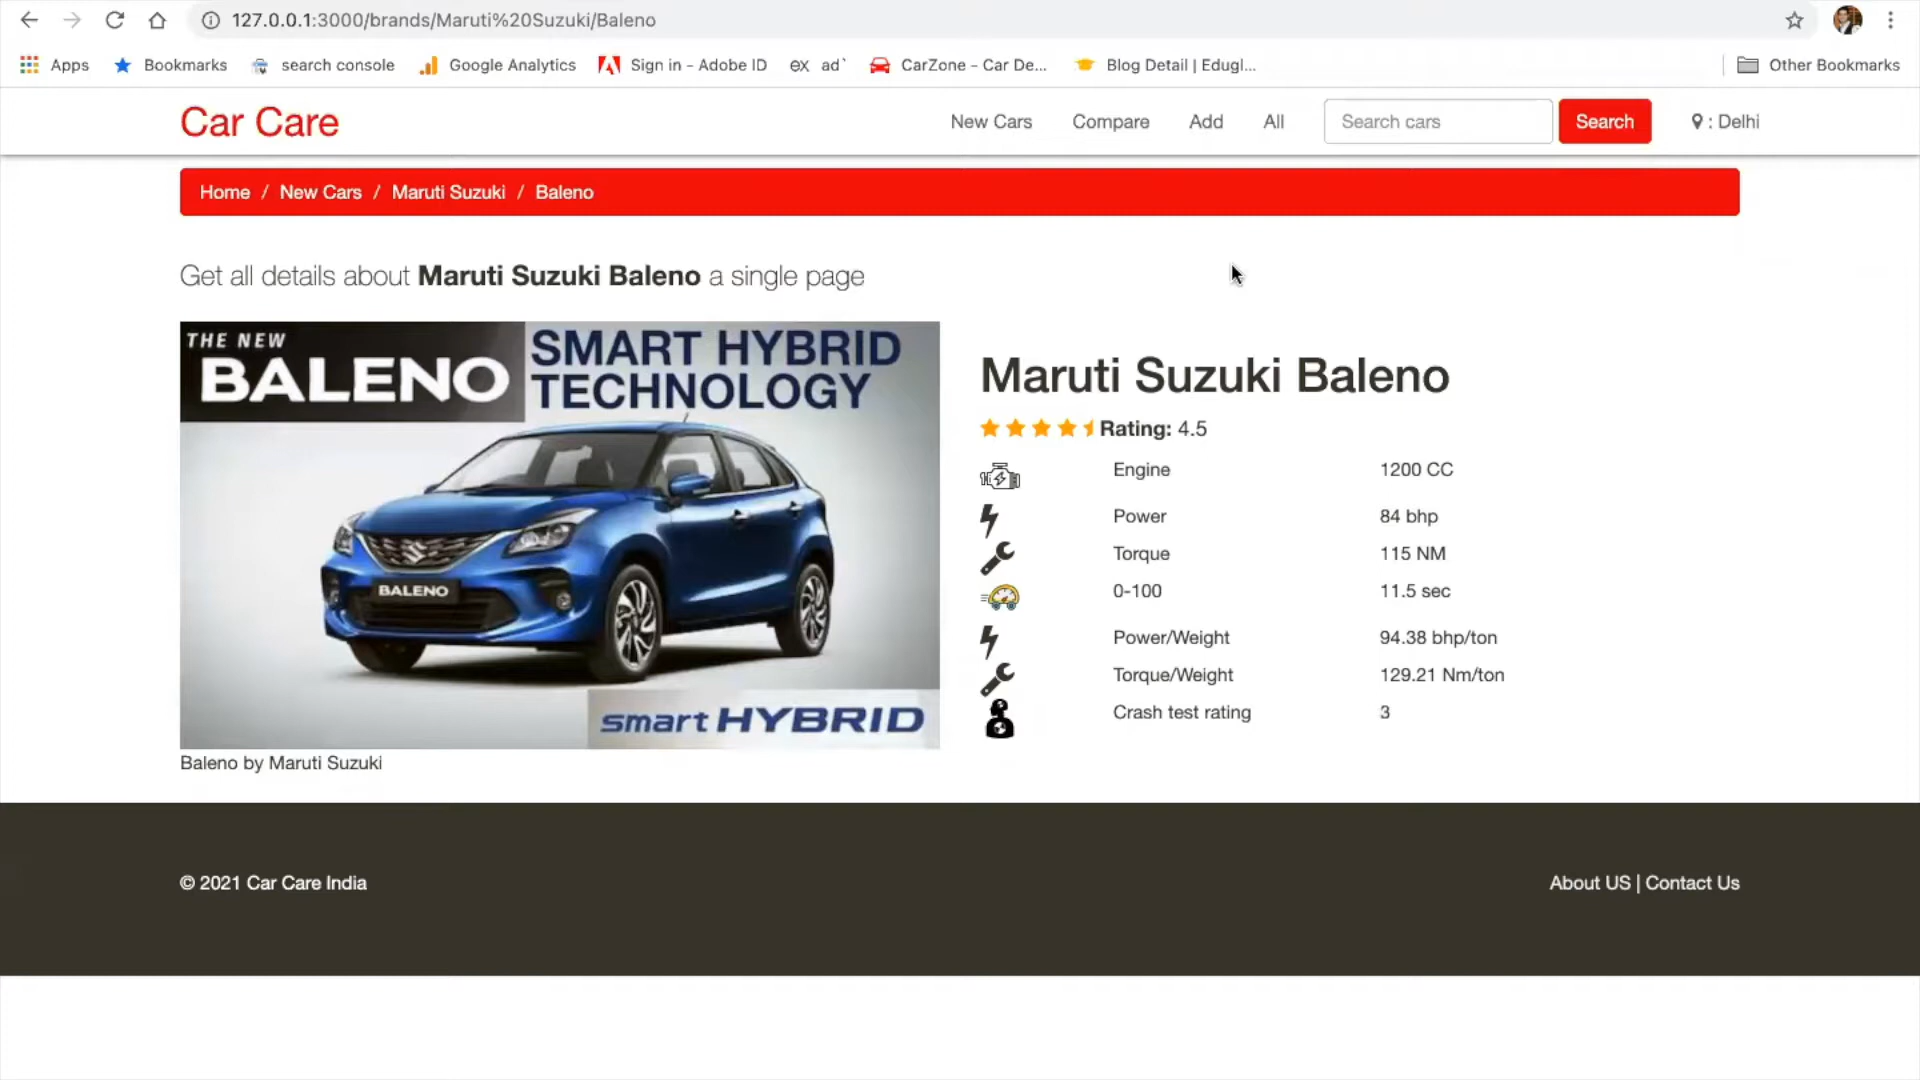 127.0.0.1:3000/brands/Maruti%20Suzuki/Baleno
Apps Bookmarks search console Google Analytics Sign in - Adobe ID ex ad` CarZone - Car De... Blog Detail | Edugl... Other Bookmarks
Car Care New Cars Compare Add All Search cars Search : Delhi
Home / New Cars / Maruti Suzuki / Baleno
Get all details about Maruti Suzuki Baleno a single page
THE NEW
BALENO
SMART HYBRID
TECHNOLOGY
BALENO
smart HYBRID
Baleno by Maruti Suzuki
Maruti Suzuki Baleno
Rating: 4.5
Engine 1200 CC
Power 84 bhp
Torque 115 NM
0-100 11.5 sec
Power/Weight 94.38 bhp/ton
Torque/Weight 129.21 Nm/ton
Crash test rating 3
© 2021 Car Care India About US | Contact Us